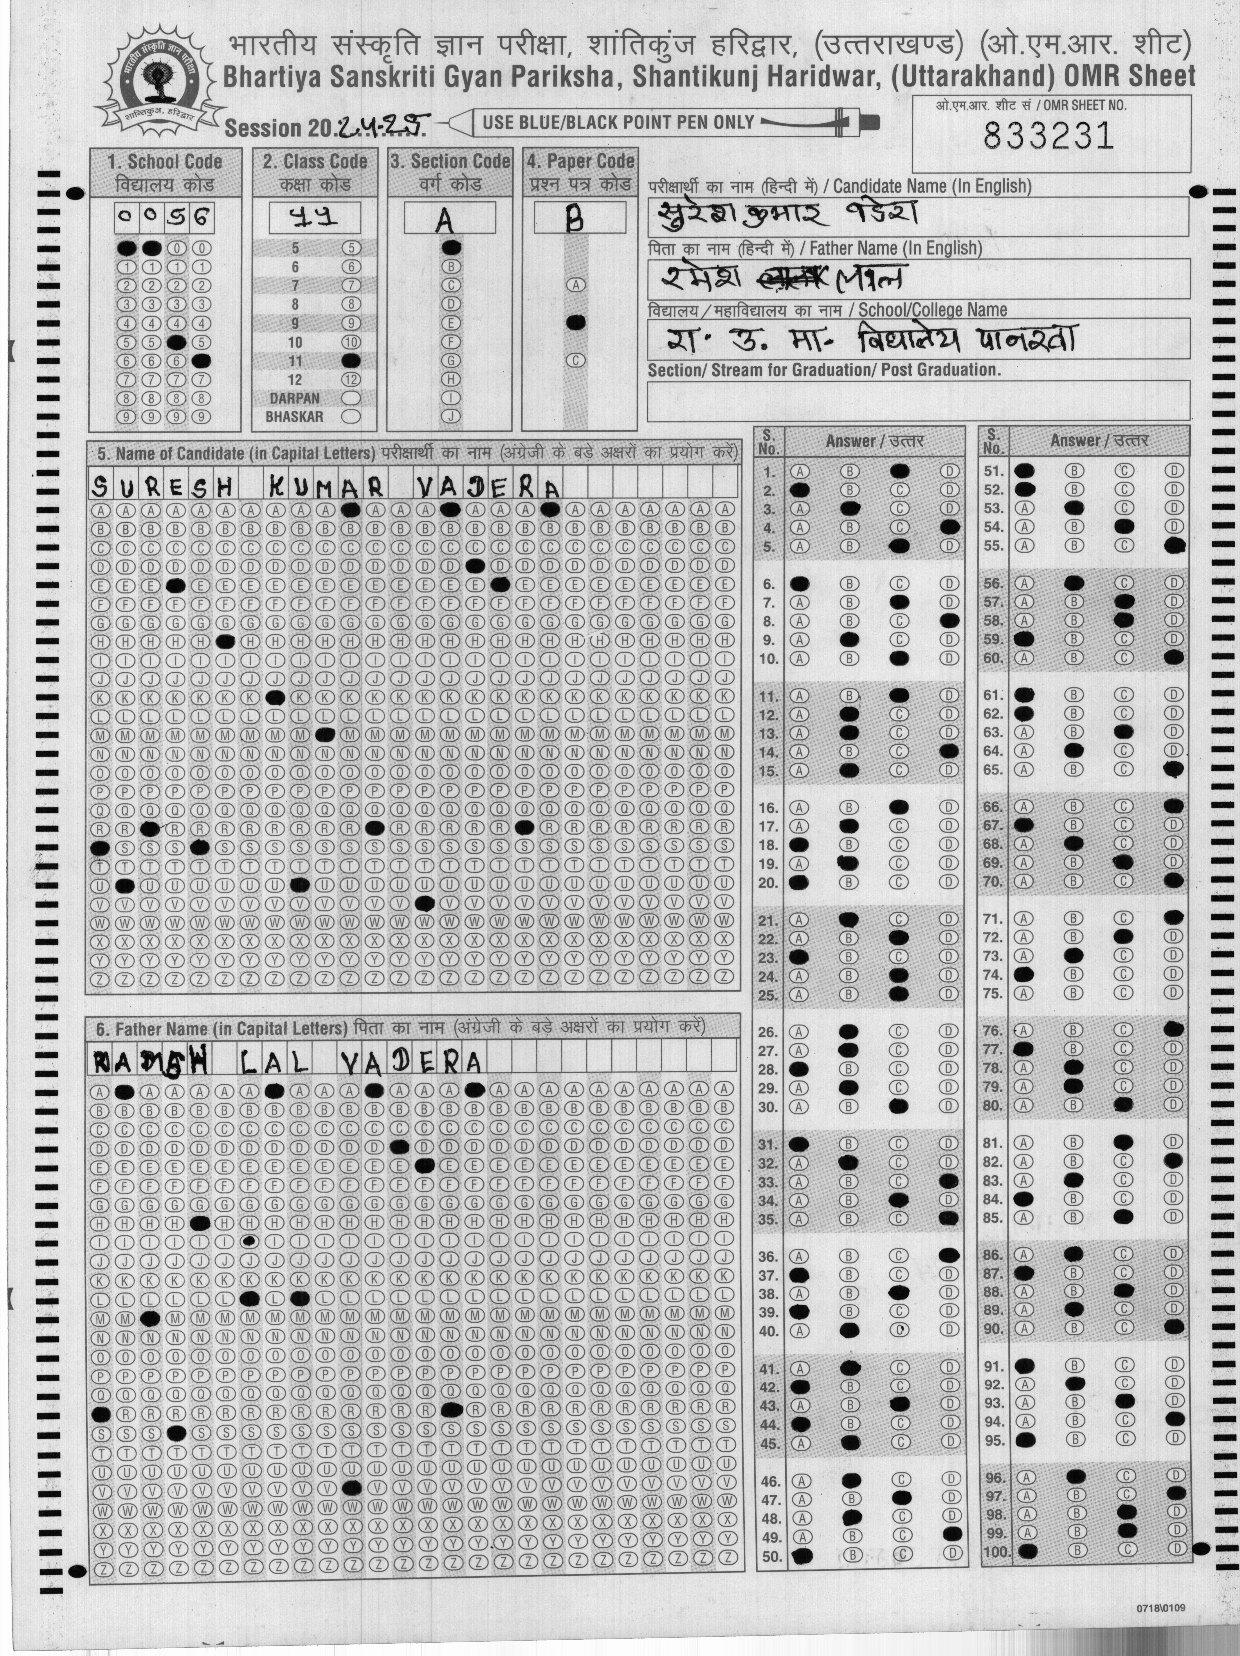 भारतीय संस्कृति ज्ञान परीक्षा, शांतिकुंज हरिद्वार, (उत्तराखण्ड) (ओ.एम.आर. शीट)
Bhartiya Sanskriti Gyan Pariksha, Shantikunj Haridwar, (Uttarakhand) OMR Sheet
Session 20.24-25.
USE BLUE/BLACK POINT PEN ONLY
ओ.एम.आर. शीट सं / OMR SHEET NO.
833231
1. School Code
विद्यालय कोड
0056
2. Class Code
कक्षा कोड
11
5
6
7
8
9
10
11
12
DARPAN
BHASKAR
3. Section Code
वर्ग कोड
A
4. Paper Code
प्रश्न पत्र कोड
B
परीक्षार्थी का नाम (हिन्दी में) / Candidate Name (In English)
सुरेश कुमार वडेरा
पिता का नाम (हिन्दी में) / Father Name (In English)
रमेश लाल
विद्यालय/महाविद्यालय का नाम / School/College Name
रा. उ. मा. विधालेय पानरवा
Section/ Stream for Graduation/ Post Graduation.
5. Name of Candidate (in Capital Letters) परीक्षार्थी का नाम (अंग्रेजी के बड़े अक्षरों का प्रयोग करें)
SURESH KUMAR VADERA
6. Father Name (in Capital Letters) पिता का नाम (अंग्रेजी के बड़े अक्षरों का प्रयोग करें)
RAMSH LAL VADERA
S. No. Answer / उत्तर
S. No. Answer / उत्तर
0718\0109